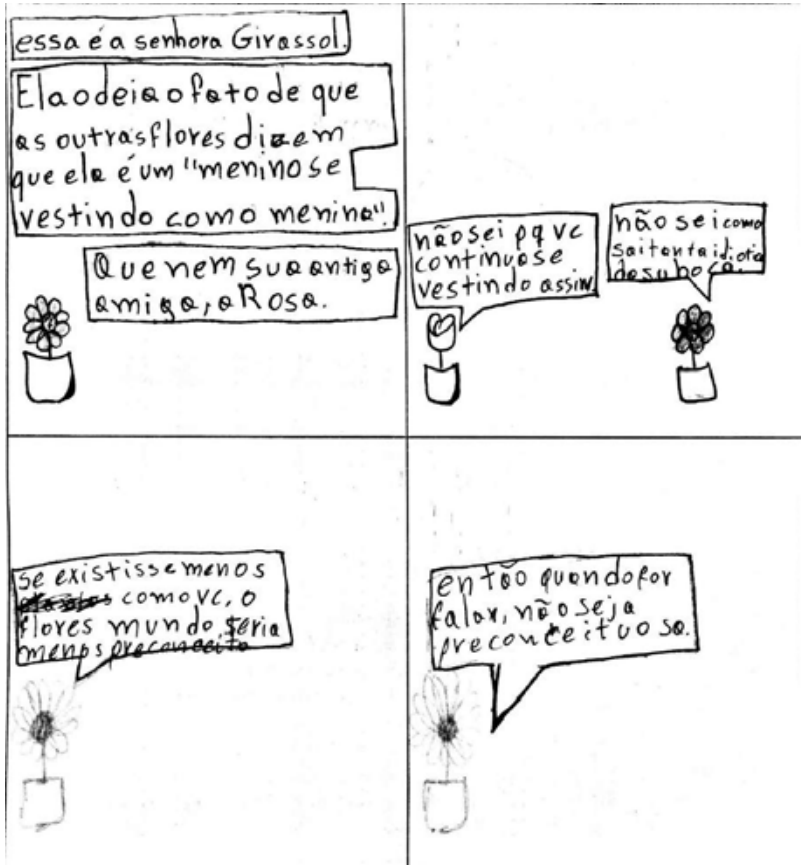 essa é a senhora Girassol.
Ela odeia o fato de que
as outras flores dizem
que ela é um "menino se
vestindo como menina".
Que nem sua antiga
amiga, a Rosa.
não sei pq vc
continua se
vestindo assim.
não sei como
sai tanta idiotia
da sua boca.
se existisse menos
como vc, o
flores mundo, seria
menos preconceito
então quando for
falar, não seja
preconceituosa.